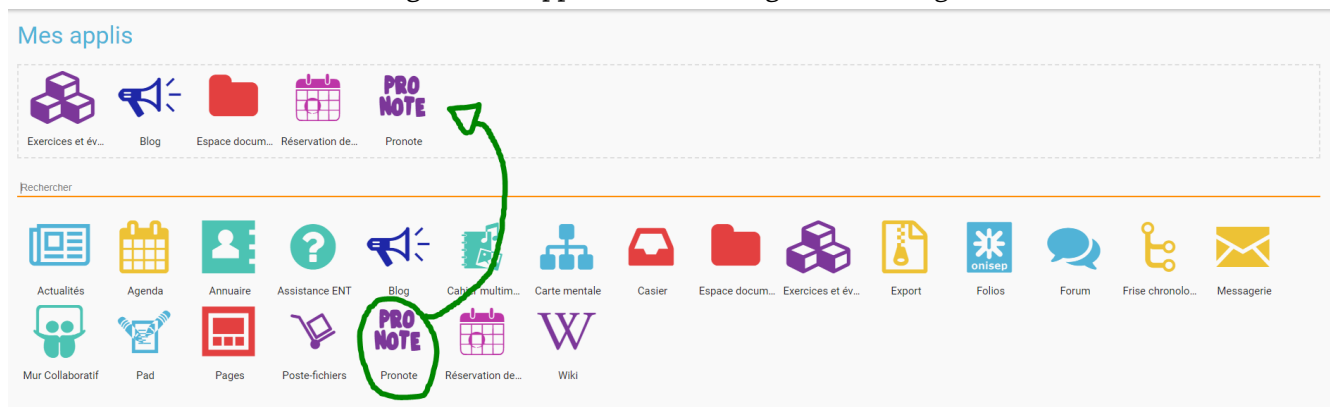 Mes applis
PRO NOTE
Exercices et év... Blog Espace docum... Réservation de... Pronote
Rechercher
onisep
Actualités Agenda Annuaire Assistance ENT Blog Cahier multim... Carte mentale Casier Espace docum... Exercices et év... Export Folios Forum Frise chronolo... Messagerie
PRO NOTE W
Mur Collaboratif Pad Pages Poste-fichiers Pronote Réservation de... Wiki